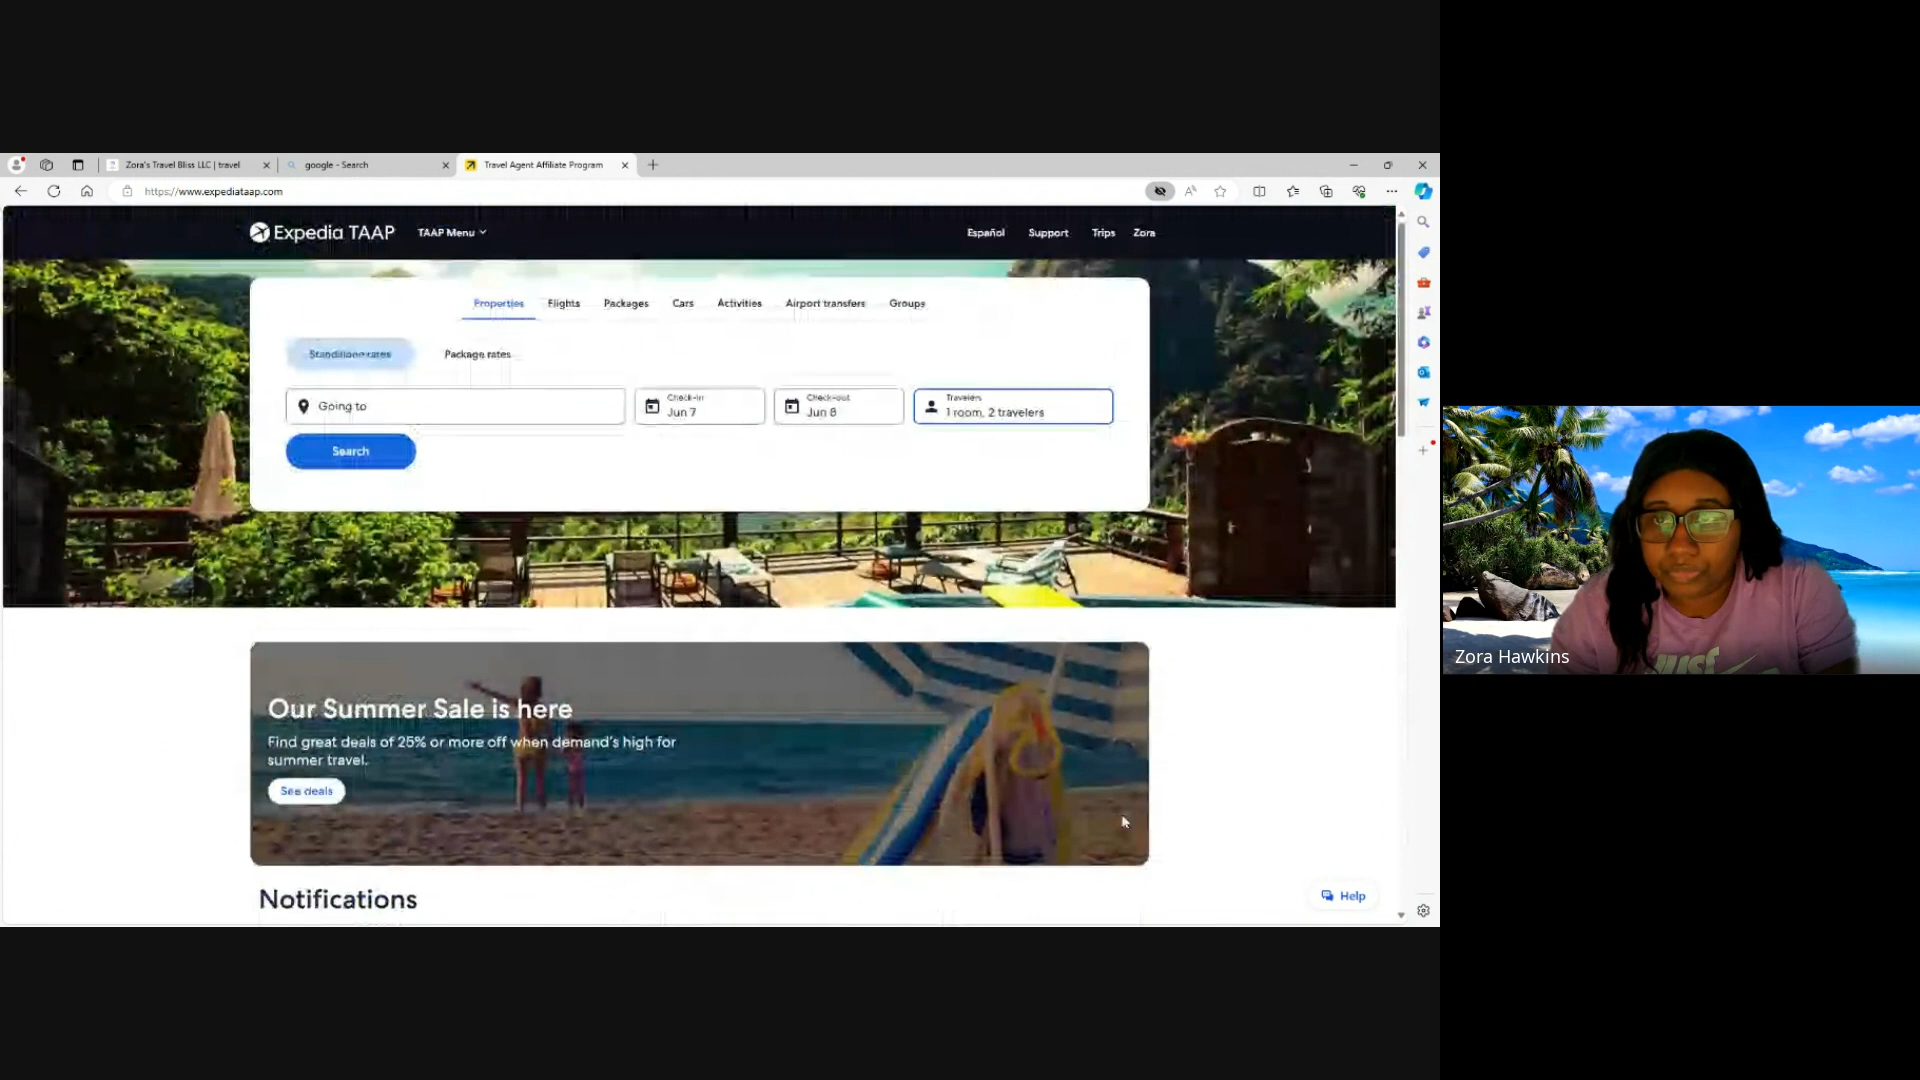 Zora's Travel Bliss LLC | travel
google - Search
Travel Agent Affiliate Program
https://www.expediataap.com
Expedia TAAP
TAAP Menu
Español
Support
Trips
Zora
Properties
Flights
Packages
Cars
Activities
Airport transfers
Groups
Standalone rates
Package rates
Going to
Check-in
Jun 7
Check-out
Jun 8
Travelers
1 room, 2 travelers
Search
Our Summer Sale is here
Find great deals of 25% or more off when demand's high for
summer travel.
See deals
Notifications
Help
Zora Hawkins
JUST